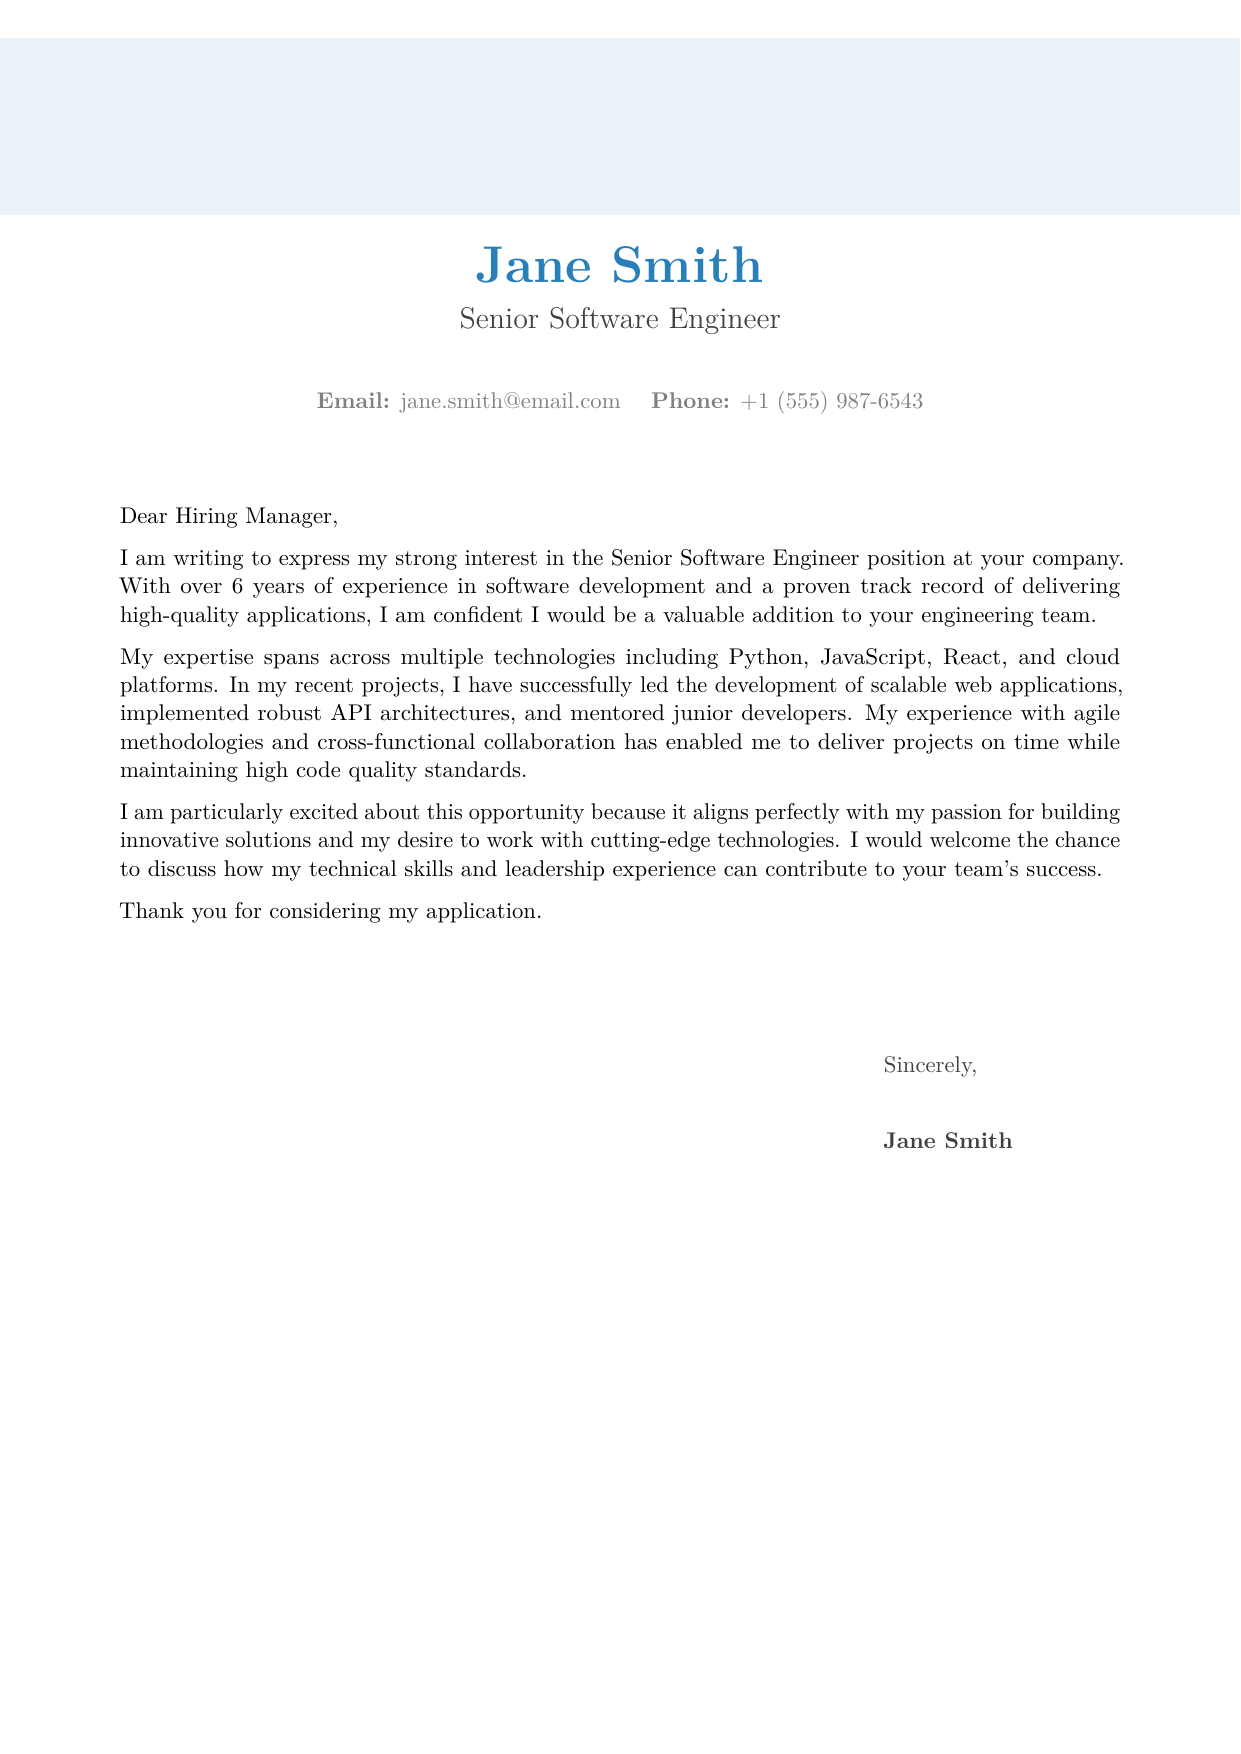 Jane Smith
Senior Software Engineer
Email: jane.smith@email.com Phone: +1 (555) 987-6543
Dear Hiring Manager,
I am writing to express my strong interest in the Senior Software Engineer position at your company.
With over 6 years of experience in software development and a proven track record of delivering
high-quality applications, I am confident I would be a valuable addition to your engineering team.
My expertise spans across multiple technologies including Python, JavaScript, React, and cloud
platforms. In my recent projects, I have successfully led the development of scalable web applications,
implemented robust API architectures, and mentored junior developers. My experience with agile
methodologies and cross-functional collaboration has enabled me to deliver projects on time while
maintaining high code quality standards.
I am particularly excited about this opportunity because it aligns perfectly with my passion for building
innovative solutions and my desire to work with cutting-edge technologies. I would welcome the chance
to discuss how my technical skills and leadership experience can contribute to your team's success.
Thank you for considering my application.
Sincerely,
Jane Smith